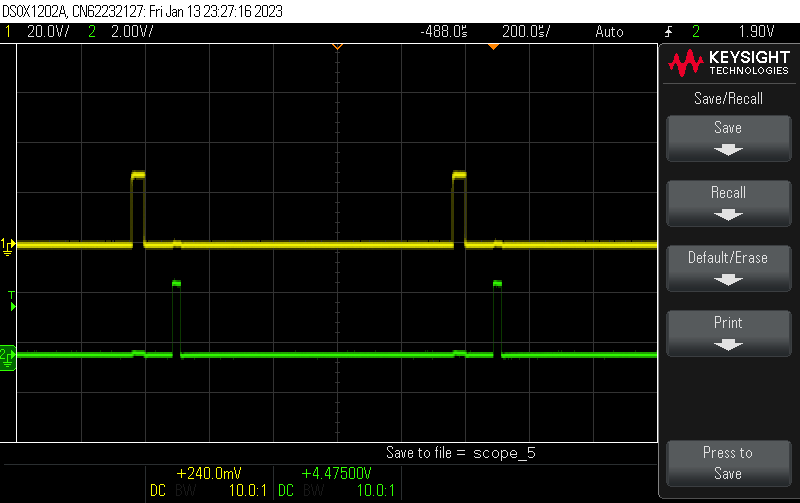 DSOX1202A, CN62232127: Fri Jan 13 23:27:16 2023
1 20.0V/ 2 2.00V/ -488.0s 200.0s/ Auto 2 1.90V
KEYSIGHT
TECHNOLOGIES
Save/Recall
Save
Recall
1
Default/Erase
T
Print
2
Save to file = scope_5
Press to
Save
+240.0mV +4.47500V
DC BW 10.0:1 DC BW 10.0:1